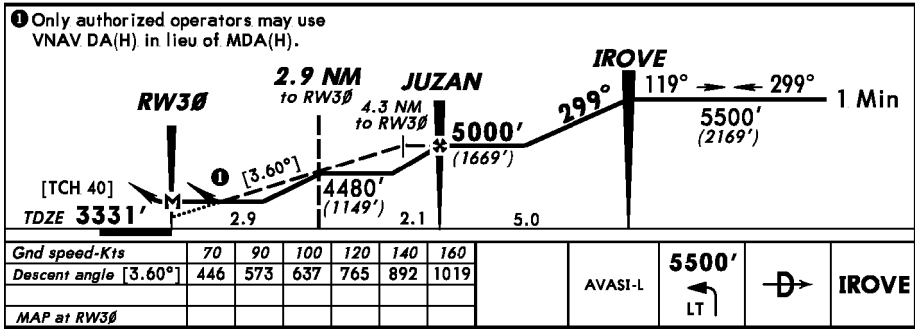 ❶ Only authorized operators may use
VNAV DA(H) in lieu of MDA(H).
IROVE
2.9 NM
to RW3Ø
JUZAN
RW3Ø
4.3 NM
to RW3Ø
119° 299°
299°
5500'
(2169')
1 Min
5000'
(1669')
❶
[3.60°]
[TCH 40]
M
4480'
(1149')
TDZE 3331'
2.9
2.1
5.0
Gnd speed-Kts 70 90 100 120 140 160
Descent angle [3.60°] 446 573 637 765 892 1019
MAP at RW3Ø
AVASI-L
5500'
LT
D
IROVE